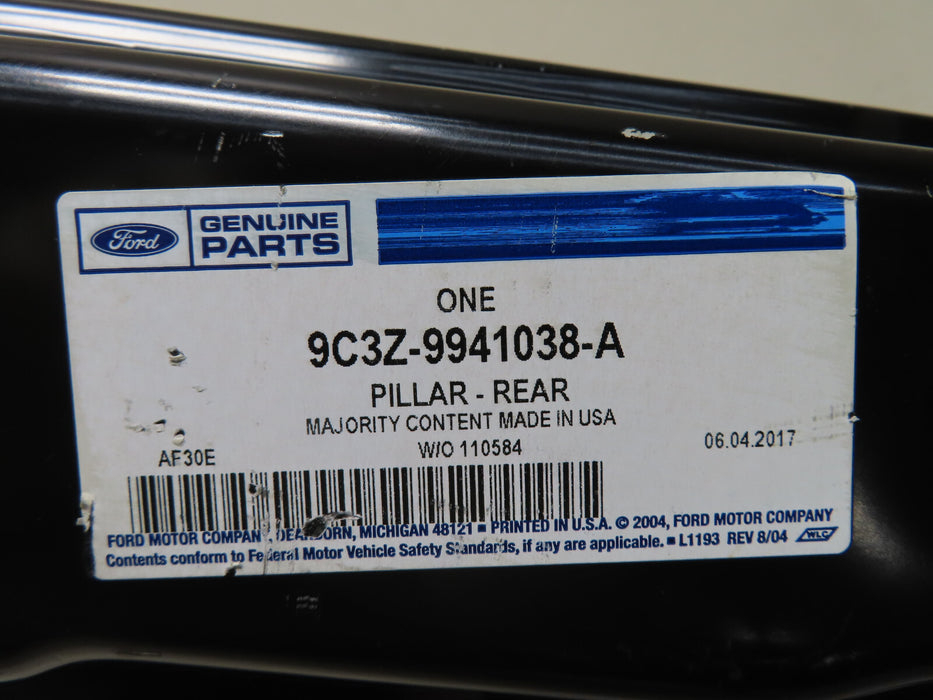 Ford GENUINE PARTS
ONE
9C3Z-9941038-A
PILLAR - REAR
MAJORITY CONTENT MADE IN USA
W/O 110584
06.04.2017
AF30E
FORD MOTOR COMPANY, DEARBORN, MICHIGAN 48121 ■ PRINTED IN U.S.A. © 2004, FORD MOTOR COMPANY
Contents conform to Federal Motor Vehicle Safety Standards, if any are applicable. ■ L1193 REV 8/04 WLC